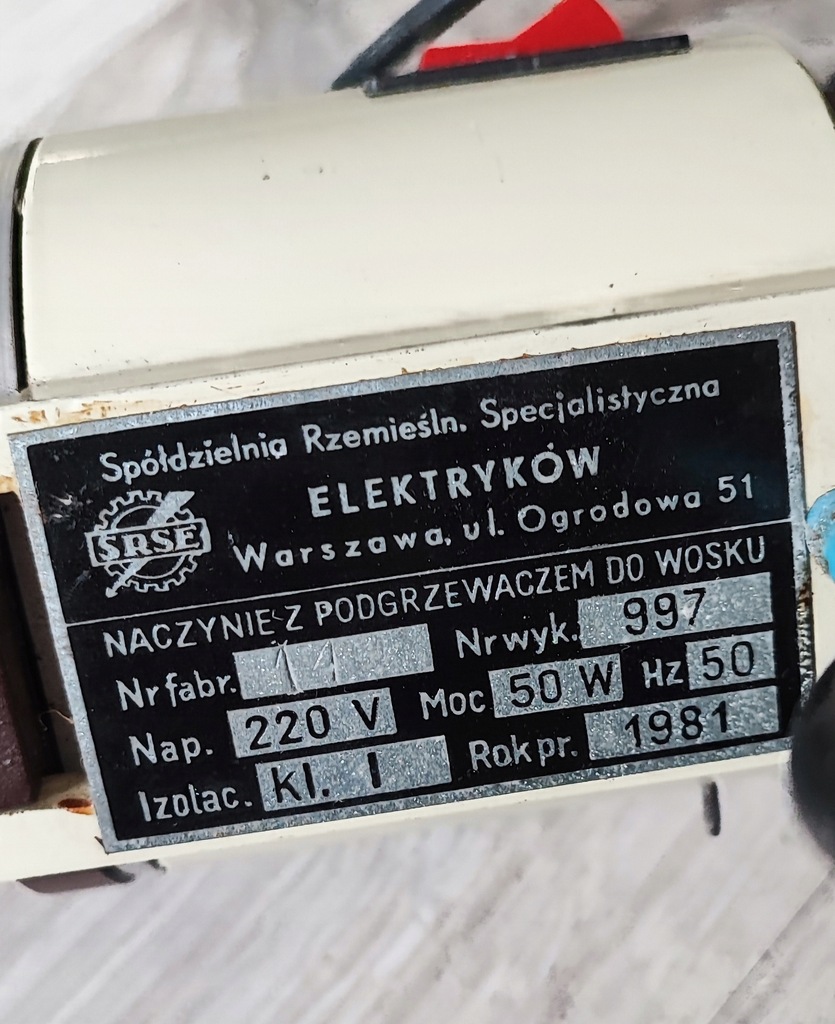 Spółdzielnia Rzemieśln. Specjalistyczna
ELEKTRYKÓW
SRSE
Warszawa, ul. Ogrodowa 51
NACZYNIE Z PODGRZEWACZEM DO WOSKU
Nr fabr. 11 Nr wyk. 997
Nap. 220 V Moc 50 W Hz 50
Izolac. Kl. I Rok pr. 1981